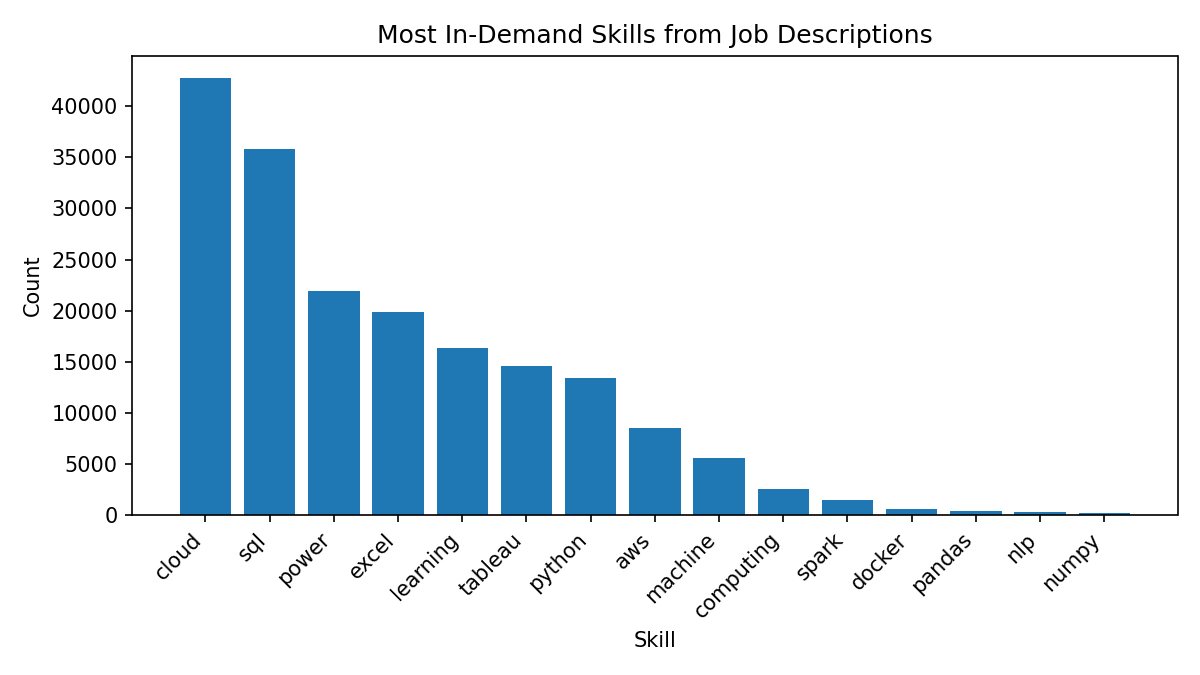 Most In-Demand Skills from Job Descriptions
Count
40000
35000
30000
25000
20000
15000
10000
5000
0
cloud
sql
power
excel
learning
tableau
python
aws
machine
computing
spark
docker
pandas
nlp
numpy
Skill